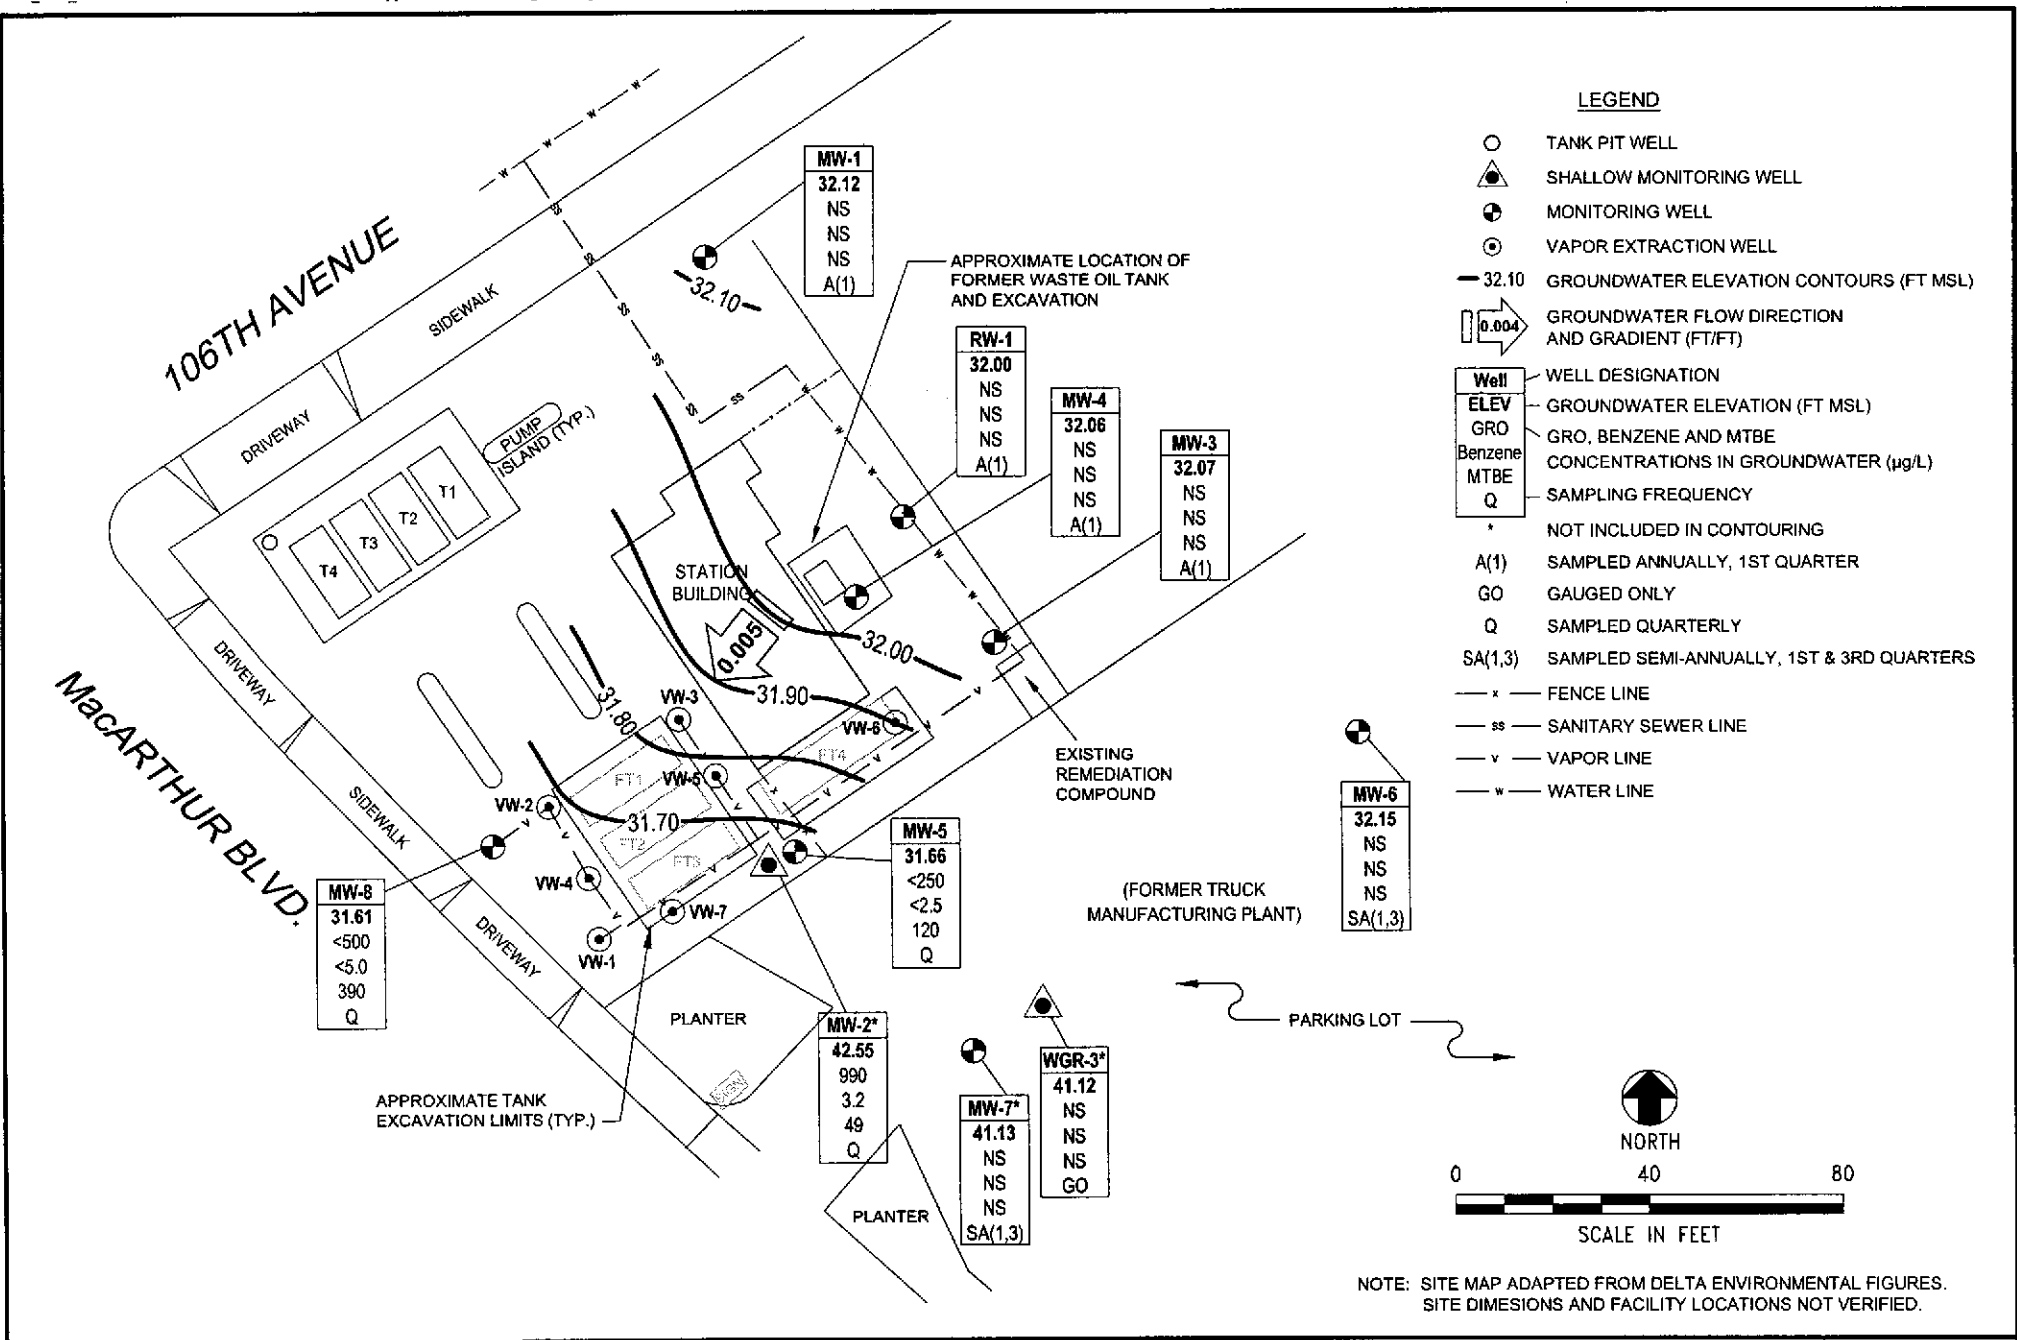 106TH AVENUE
MacARTHUR BLVD.
SIDEWALK
DRIVEWAY
PUMP
ISLAND (TYP.)
T1
T2
T3
T4
DRIVEWAY
SIDEWALK
DRIVEWAY
w
w
w
w
ss
ss
ss
ss
ss
ss
w
w
w
w
MW-1
32.12
NS
NS
NS
A(1)
32.10
APPROXIMATE LOCATION OF
FORMER WASTE OIL TANK
AND EXCAVATION
RW-1
32.00
NS
NS
NS
A(1)
MW-4
32.06
NS
NS
NS
A(1)
MW-3
32.07
NS
NS
NS
A(1)
STATION
BUILDING
0.005
32.00
31.90
31.80
31.70
VW-3
VW-6
VW-5
VW-2
VW-4
VW-7
VW-1
FT1
FT2
FT3
FT4
v
v
v
v
v
v
v
x
EXISTING
REMEDIATION
COMPOUND
MW-5
31.66
<250
<2.5
120
Q
MW-8
31.61
<500
<5.0
390
Q
MW-6
32.15
NS
NS
NS
SA(1,3)
(FORMER TRUCK
MANUFACTURING PLANT)
PARKING LOT
PLANTER
SIGN
APPROXIMATE TANK
EXCAVATION LIMITS (TYP.)
MW-2*
42.55
990
3.2
49
Q
MW-7*
41.13
NS
NS
NS
SA(1,3)
WGR-3*
41.12
NS
NS
NS
GO
PLANTER
LEGEND
TANK PIT WELL
SHALLOW MONITORING WELL
MONITORING WELL
VAPOR EXTRACTION WELL
32.10 GROUNDWATER ELEVATION CONTOURS (FT MSL)
0.004 GROUNDWATER FLOW DIRECTION
AND GRADIENT (FT/FT)
Well WELL DESIGNATION
ELEV GROUNDWATER ELEVATION (FT MSL)
GRO GRO, BENZENE AND MTBE
Benzene CONCENTRATIONS IN GROUNDWATER (µg/L)
MTBE
Q SAMPLING FREQUENCY
* NOT INCLUDED IN CONTOURING
A(1) SAMPLED ANNUALLY, 1ST QUARTER
GO GAUGED ONLY
Q SAMPLED QUARTERLY
SA(1,3) SAMPLED SEMI-ANNUALLY, 1ST & 3RD QUARTERS
x FENCE LINE
ss SANITARY SEWER LINE
v VAPOR LINE
w WATER LINE
NORTH
0 40 80
SCALE IN FEET
NOTE: SITE MAP ADAPTED FROM DELTA ENVIRONMENTAL FIGURES.
SITE DIMESIONS AND FACILITY LOCATIONS NOT VERIFIED.